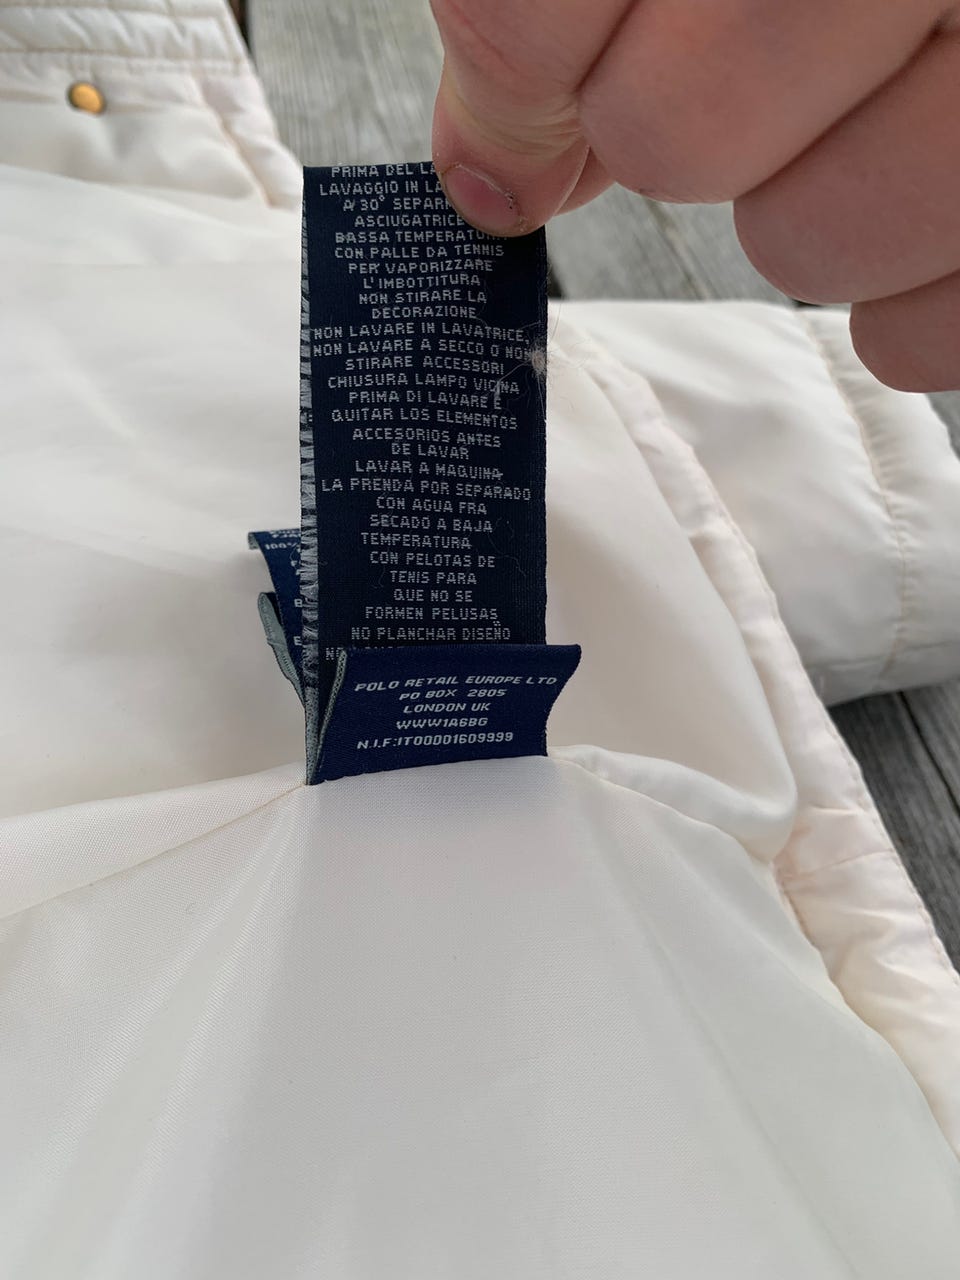 PRIMA DEL
LAVAGGIO IN
A 30° SEPAR
ASCIUGATRICE
BASSA TEMPERATURA
CON PALLE DA TENNIS
PER VAPORIZZARE
L'IMBOTTITURA
NON STIRARE LA
DECORAZIONE
NON LAVARE IN LAVATRICE,
NON LAVARE A SECCO O NON
STIRARE ACCESSORI
CHIUSURA LAMPO VICINA
PRIMA DI LAVARE E
QUITAR LOS ELEMENTOS
ACCESORIOS ANTES
DE LAVAR
LAVAR A MAQUINA
LA PRENDA POR SEPARADO
CON AGUA FRA
SECADO A BAJA
TEMPERATURA
CON PELOTAS DE
TENIS PARA
QUE NO SE
FORMEN PELUSAS
NO PLANCHAR DISEÑO
100%
POLO RETAIL EUROPE LTD
PO BOX 2805
LONDON UK
WWW1A6BG
N.I.F:IT00001609999